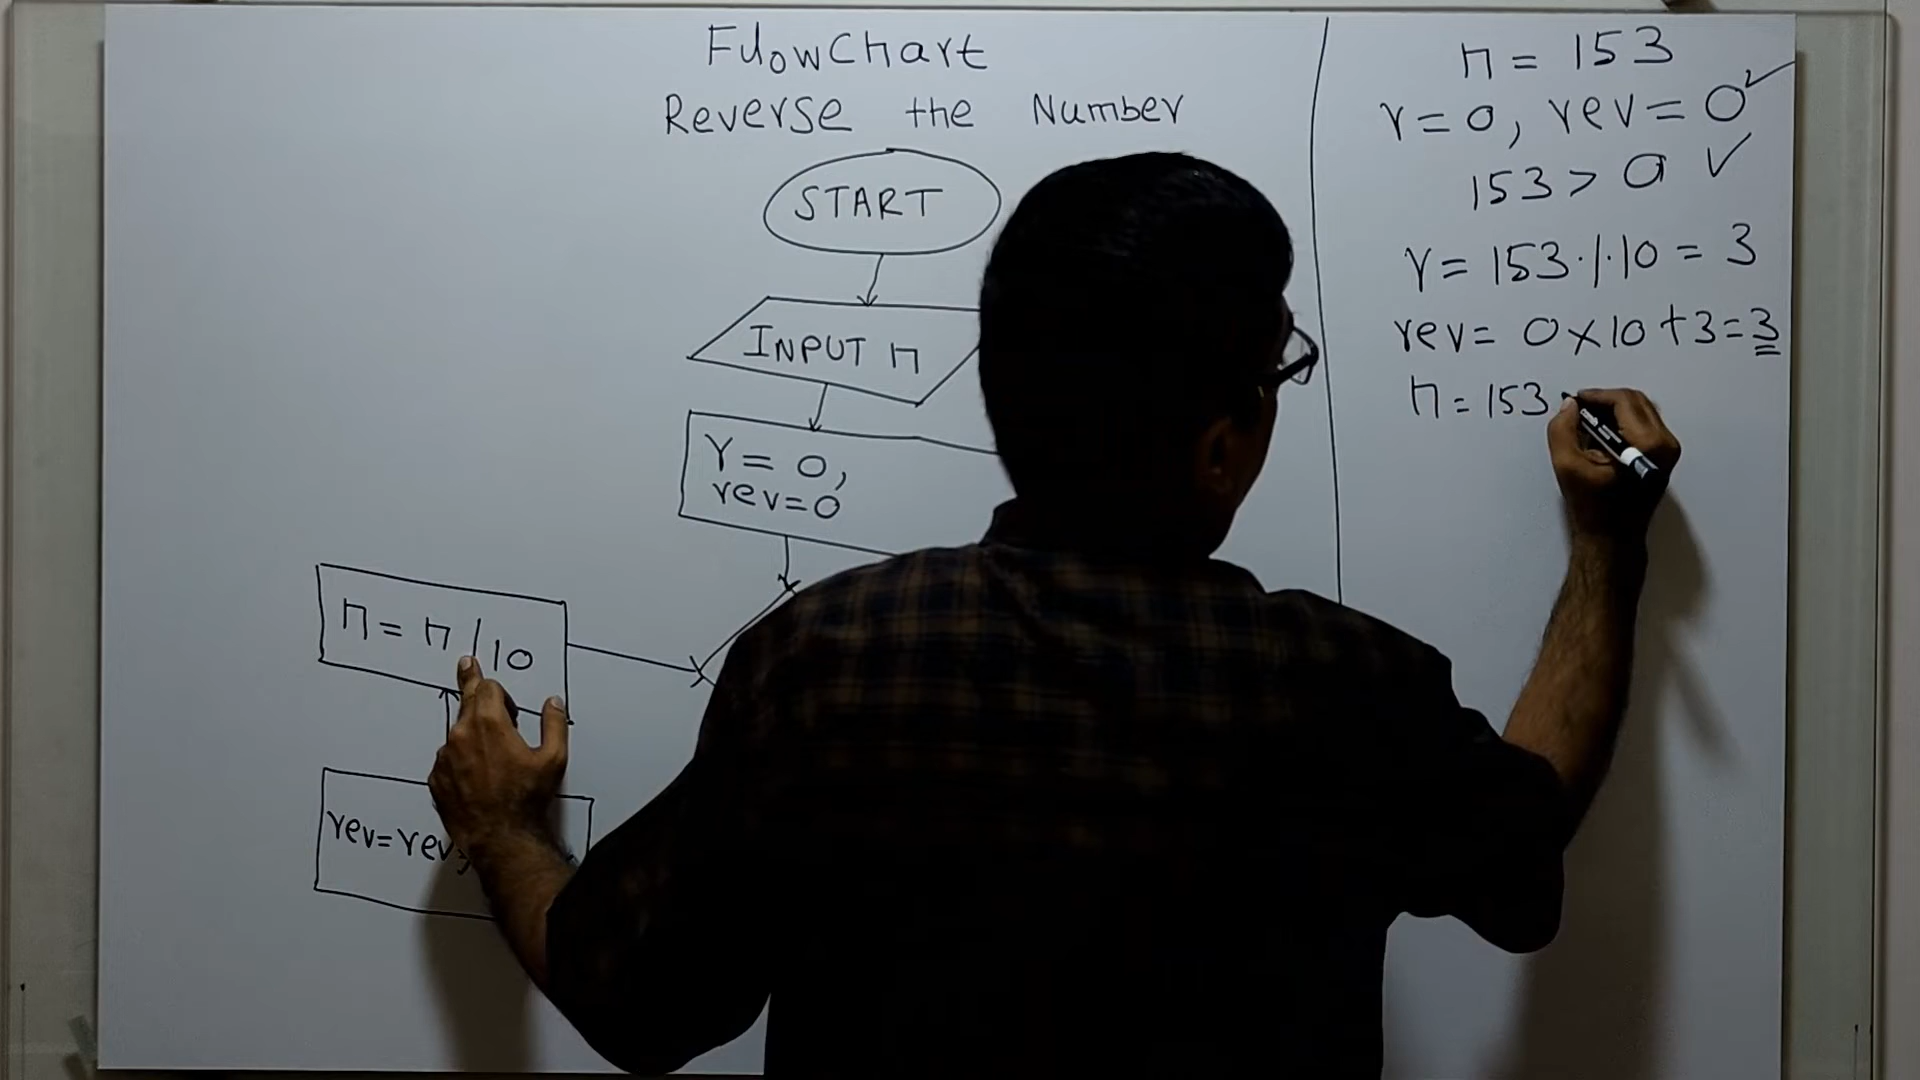 Flowchart
Reverse the Number
START
INPUT n
r = 0,
rev=0
n = n/10
rev=rev
n = 153
r=0, rev=0 ✓
153 > 0 ✓
r = 153 % 10 = 3
rev = 0 × 10 + 3 = 3
n = 153